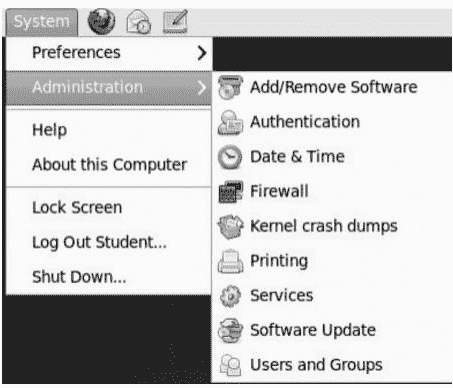 System
Preferences
Administration
Help
About this Computer
Lock Screen
Log Out Student...
Shut Down...
Add/Remove Software
Authentication
Date & Time
Firewall
Kernel crash dumps
Printing
Services
Software Update
Users and Groups